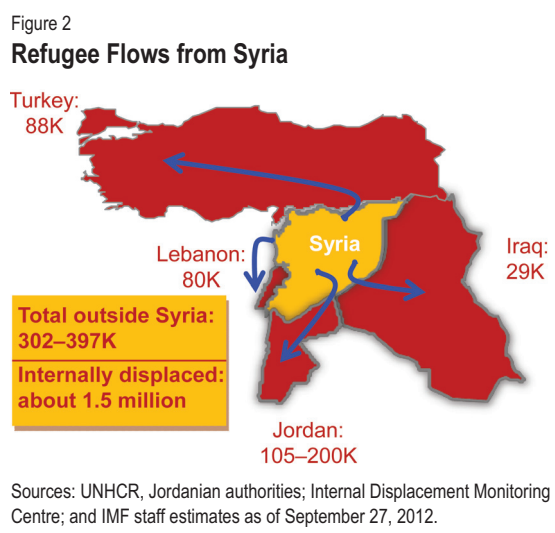 Figure 2
Refugee Flows from Syria
Turkey:
88K
Syria
Lebanon:
80K
Iraq:
29K
Total outside Syria:
302–397K
Internally displaced:
about 1.5 million
Jordan:
105–200K
Sources: UNHCR, Jordanian authorities; Internal Displacement Monitoring
Centre; and IMF staff estimates as of September 27, 2012.